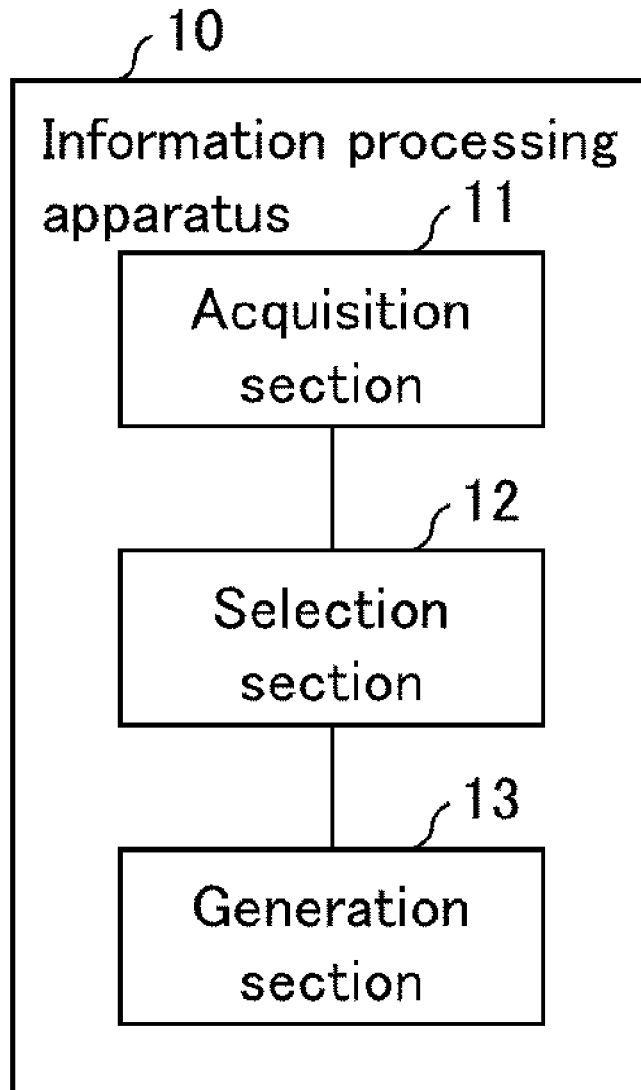 10
Information processing
apparatus
11
Acquisition
section
12
Selection
section
13
Generation
section